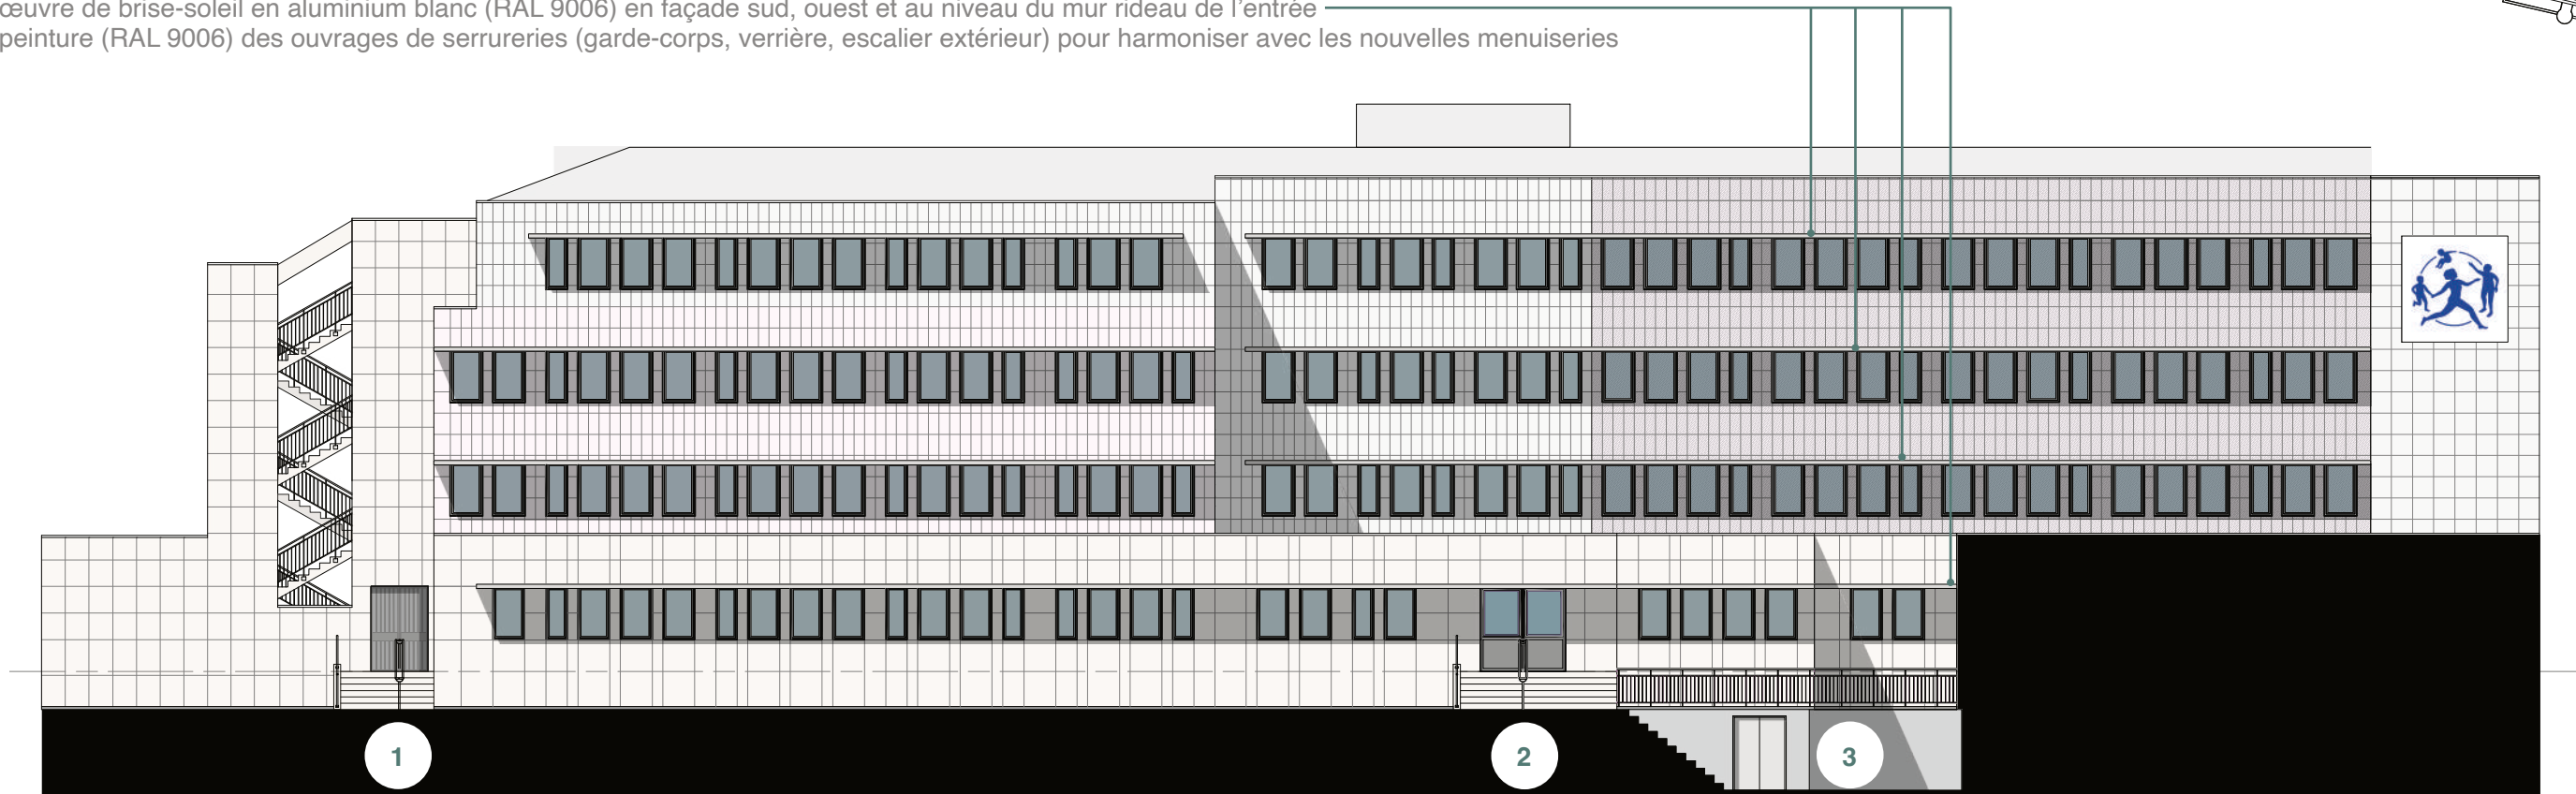 œuvre de brise-soleil en aluminium blanc (RAL 9006) en façade sud, ouest et au niveau du mur rideau de l'entrée
peinture (RAL 9006) des ouvrages de serrureries (garde-corps, verrière, escalier extérieur) pour harmoniser avec les nouvelles menuiseries
1
2
3